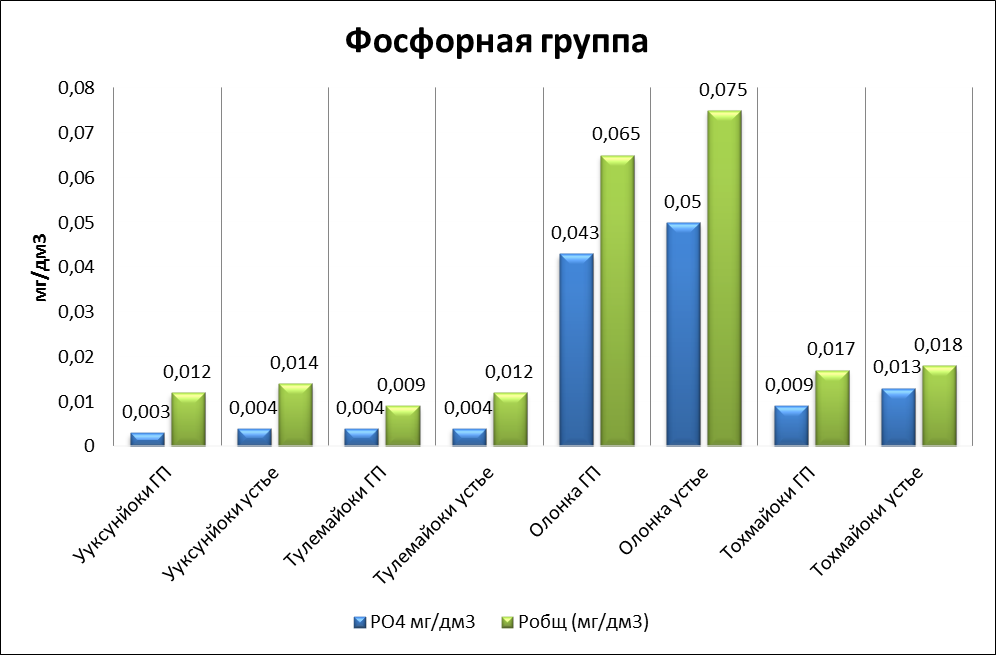 Фосфорная группа
мг/дм3
0,08
0,07
0,06
0,05
0,04
0,03
0,02
0,01
0
0,003
0,012
0,004
0,014
0,004
0,009
0,004
0,012
0,043
0,065
0,05
0,075
0,009
0,017
0,013
0,018
Ууксунйоки ГП
Ууксунйоки устье
Тулемайоки ГП
Тулемайоки устье
Олонка ГП
Олонка устье
Тохмайоки ГП
Тохмайоки устье
РО4 мг/дм3
Робщ (мг/дм3)